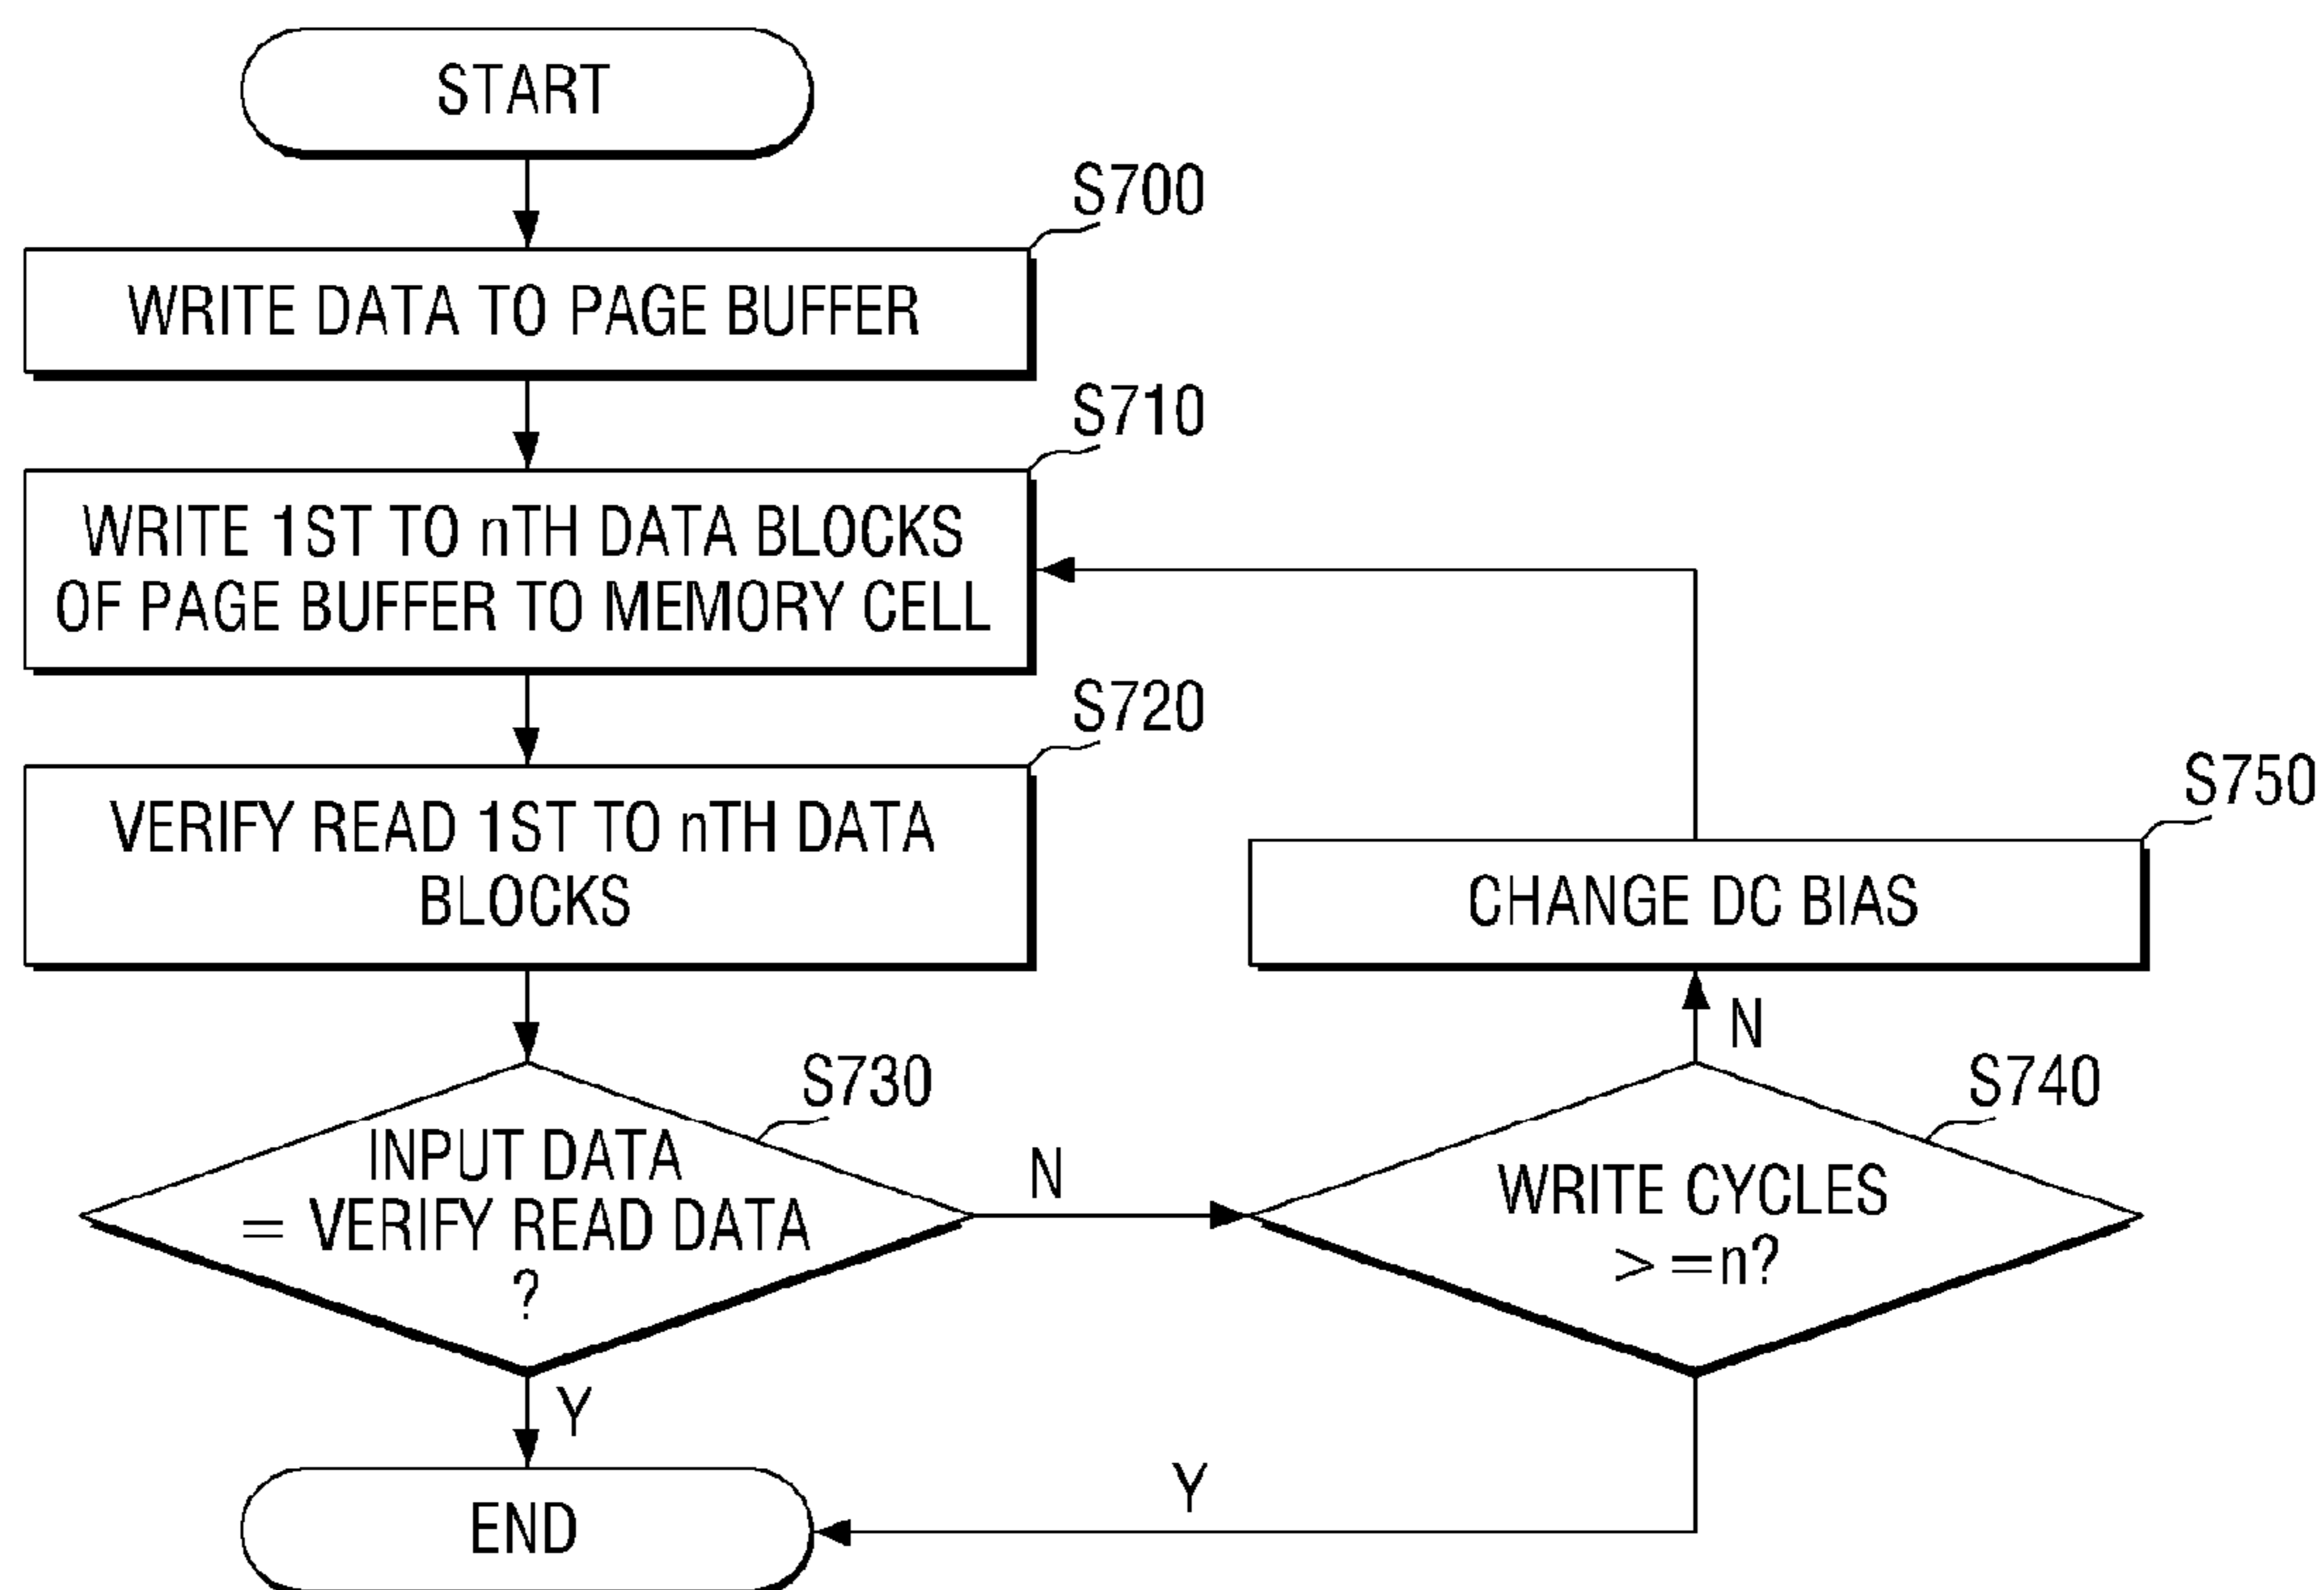 START
S700
WRITE DATA TO PAGE BUFFER
S710
WRITE 1ST TO nTH DATA BLOCKS
OF PAGE BUFFER TO MEMORY CELL
S720
VERIFY READ 1ST TO nTH DATA
BLOCKS
S750
CHANGE DC BIAS
N
S730
INPUT DATA
= VERIFY READ DATA
?
N
S740
WRITE CYCLES
>=n?
Y
Y
END